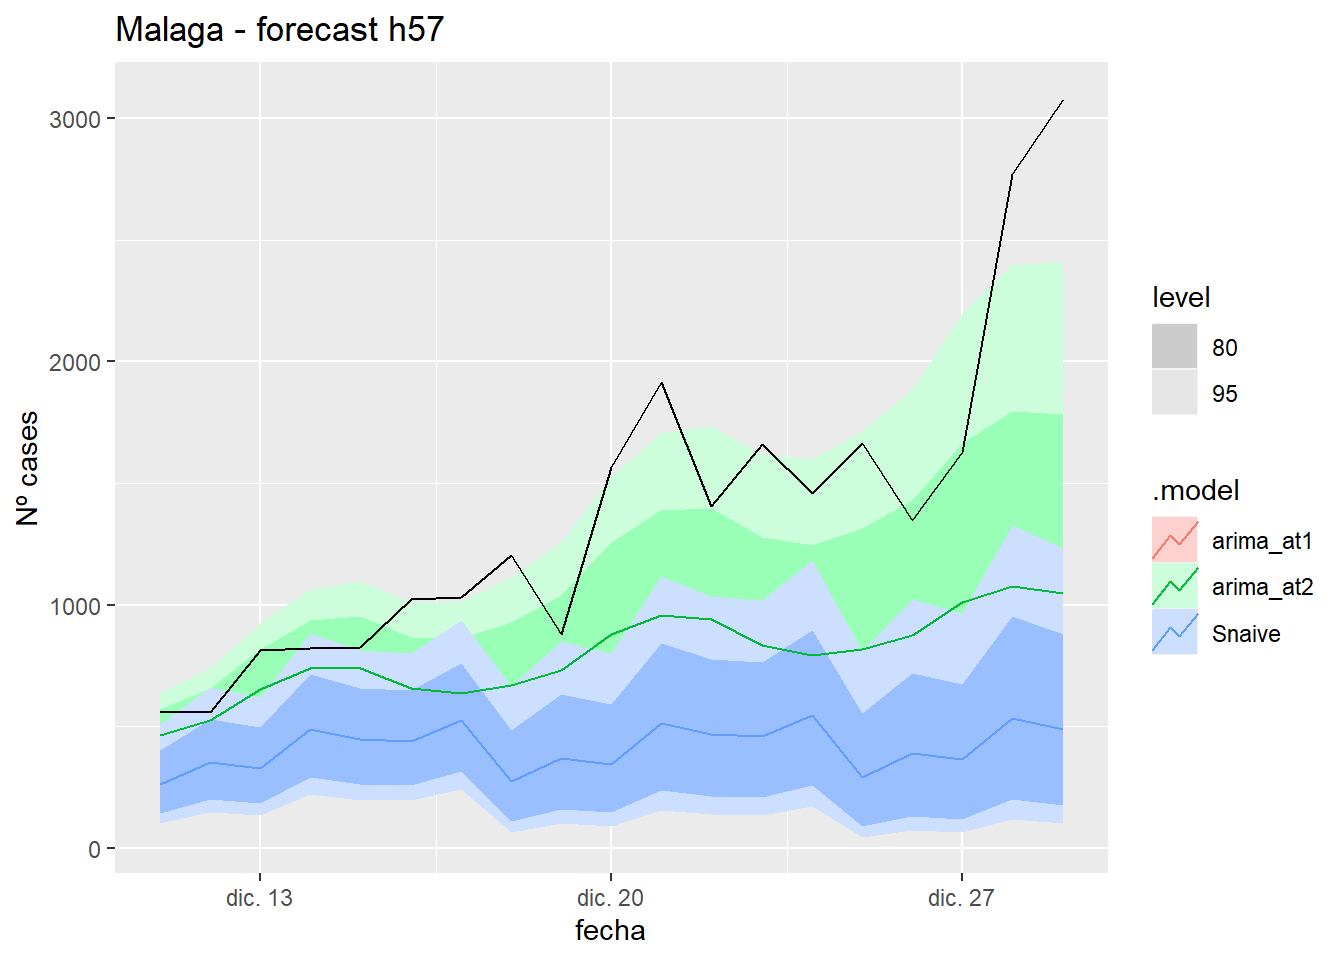 Malaga - forecast h57
3000
2000
1000
0
Nº cases
dic. 13
dic. 20
dic. 27
fecha
level
80
95
.model
arima_at1
arima_at2
Snaive